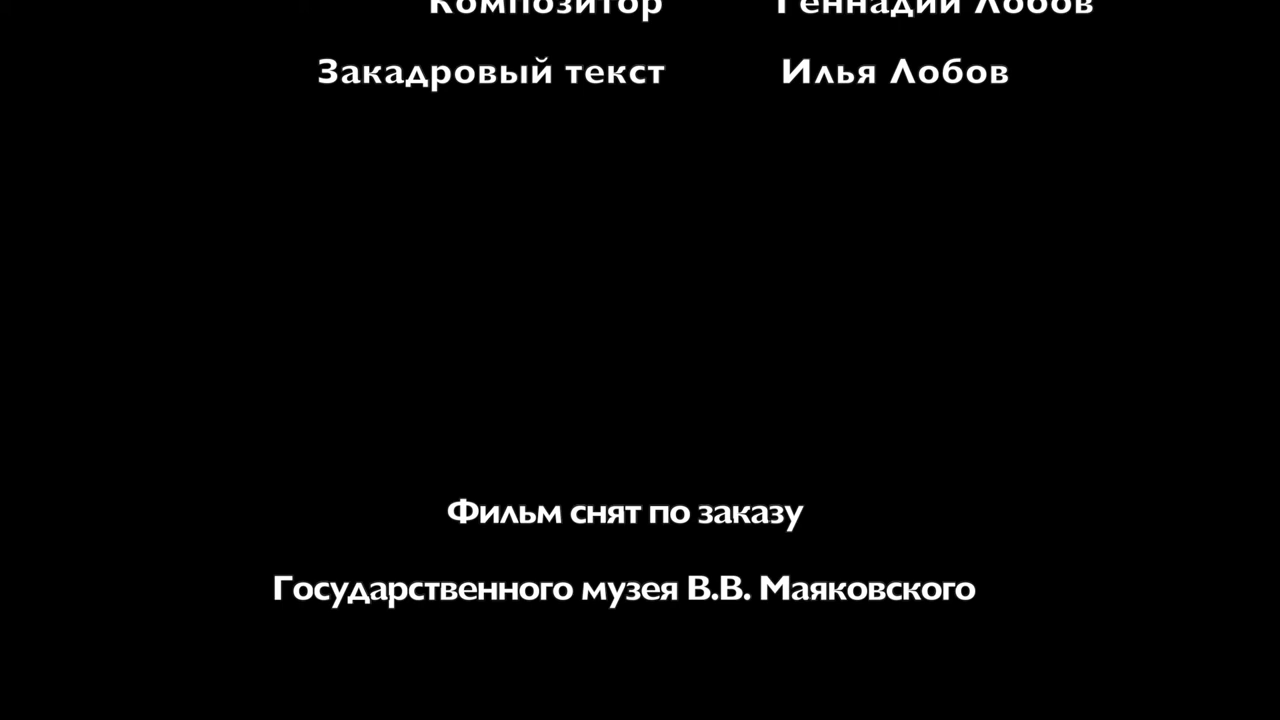 Композитор Геннадий Лобов
Закадровый текст Илья Лобов
Фильм снят по заказу
Государственного музея В.В. Маяковского